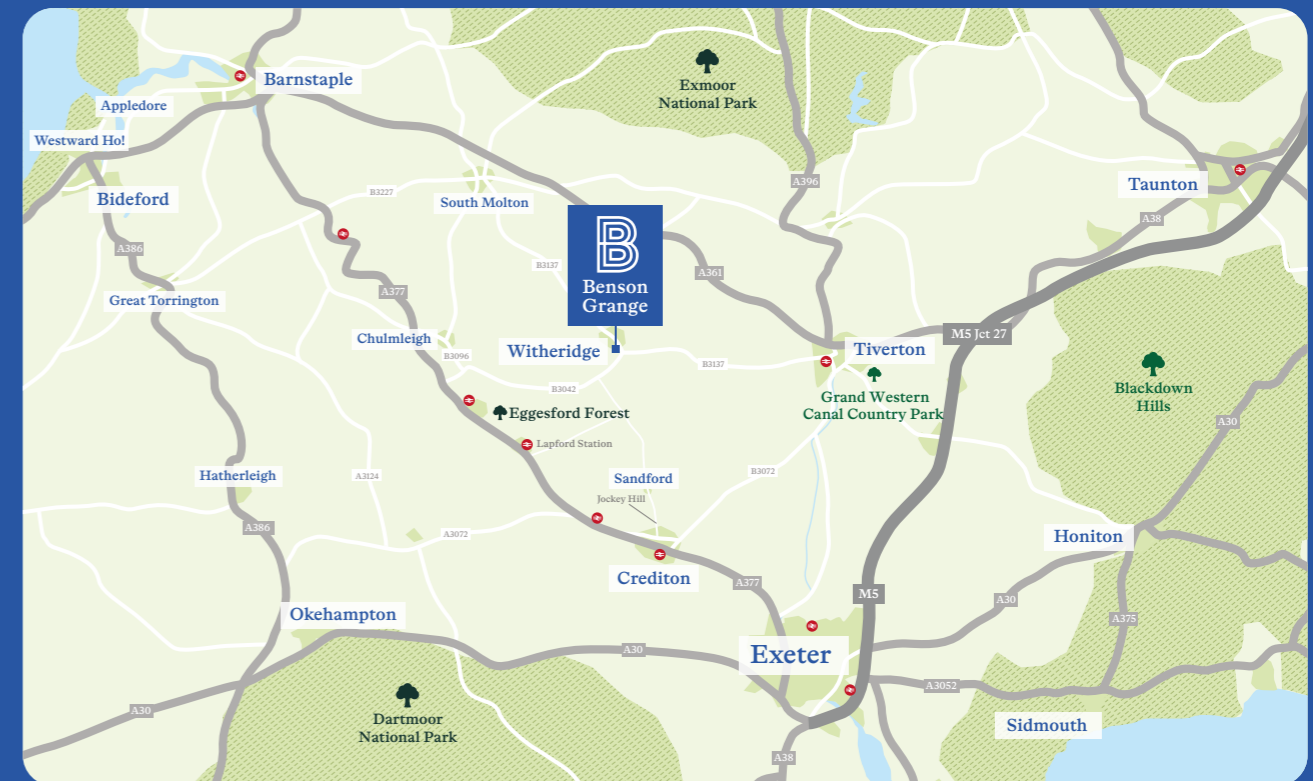 Exmoor
National Park
Barnstaple
Appledore
Westward Ho!
Bideford
B3227
South Molton
A396
Taunton
A38
A386
B
Benson
Grange
B3137
A361
Great Torrington
A377
Chulmleigh
B3096
Witheridge
B3137
M5 Jct 27
Tiverton
Grand Western
Canal Country Park
Blackdown
Hills
B3042
Eggesford Forest
A30
Lapford Station
Hatherleigh
A3124
Sandford
B3072
Jockey Hill
A386
A3072
Honiton
Crediton
A377
M5
A30
A375
Okehampton
A30
Exeter
A3052
A30
Dartmoor
National Park
Sidmouth
A38